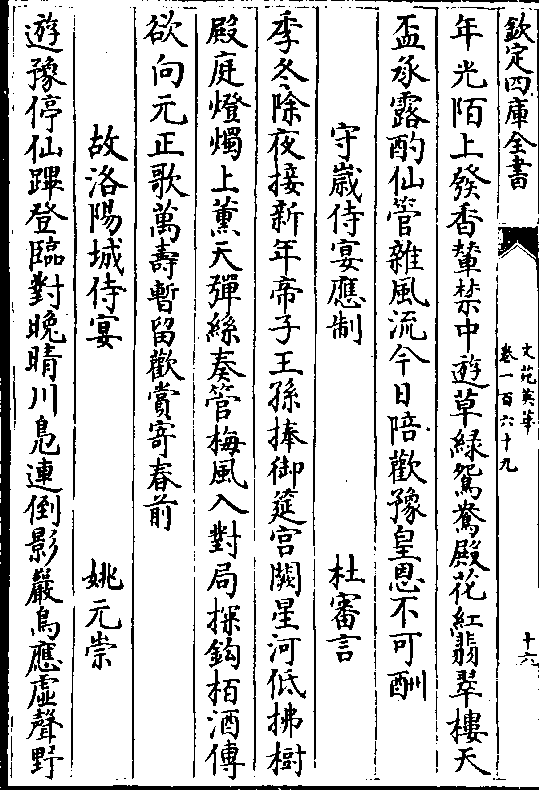 欽定四庫全書
文苑英華
卷一百六十九
十六
年光陌上發香輦禁中遊草緑鴛鴦殿花紅翡翠樓天
盃承露酌仙管雜風流今日陪歡豫皇恩不可酬
守歲侍宴應制 杜審言
季冬除夜接新年帝子王孫捧御筵宫闕星河低拂樹
殿庭燈燭上薫天彈絲奏管梅風入對局探鈎栢酒傳
欲向元正歌萬壽暫留歡賞寄春前
故洛陽城侍宴 姚元崇
遊豫停仙蹕登臨對晚晴川鳧連倒影巖鳥應虚聲野